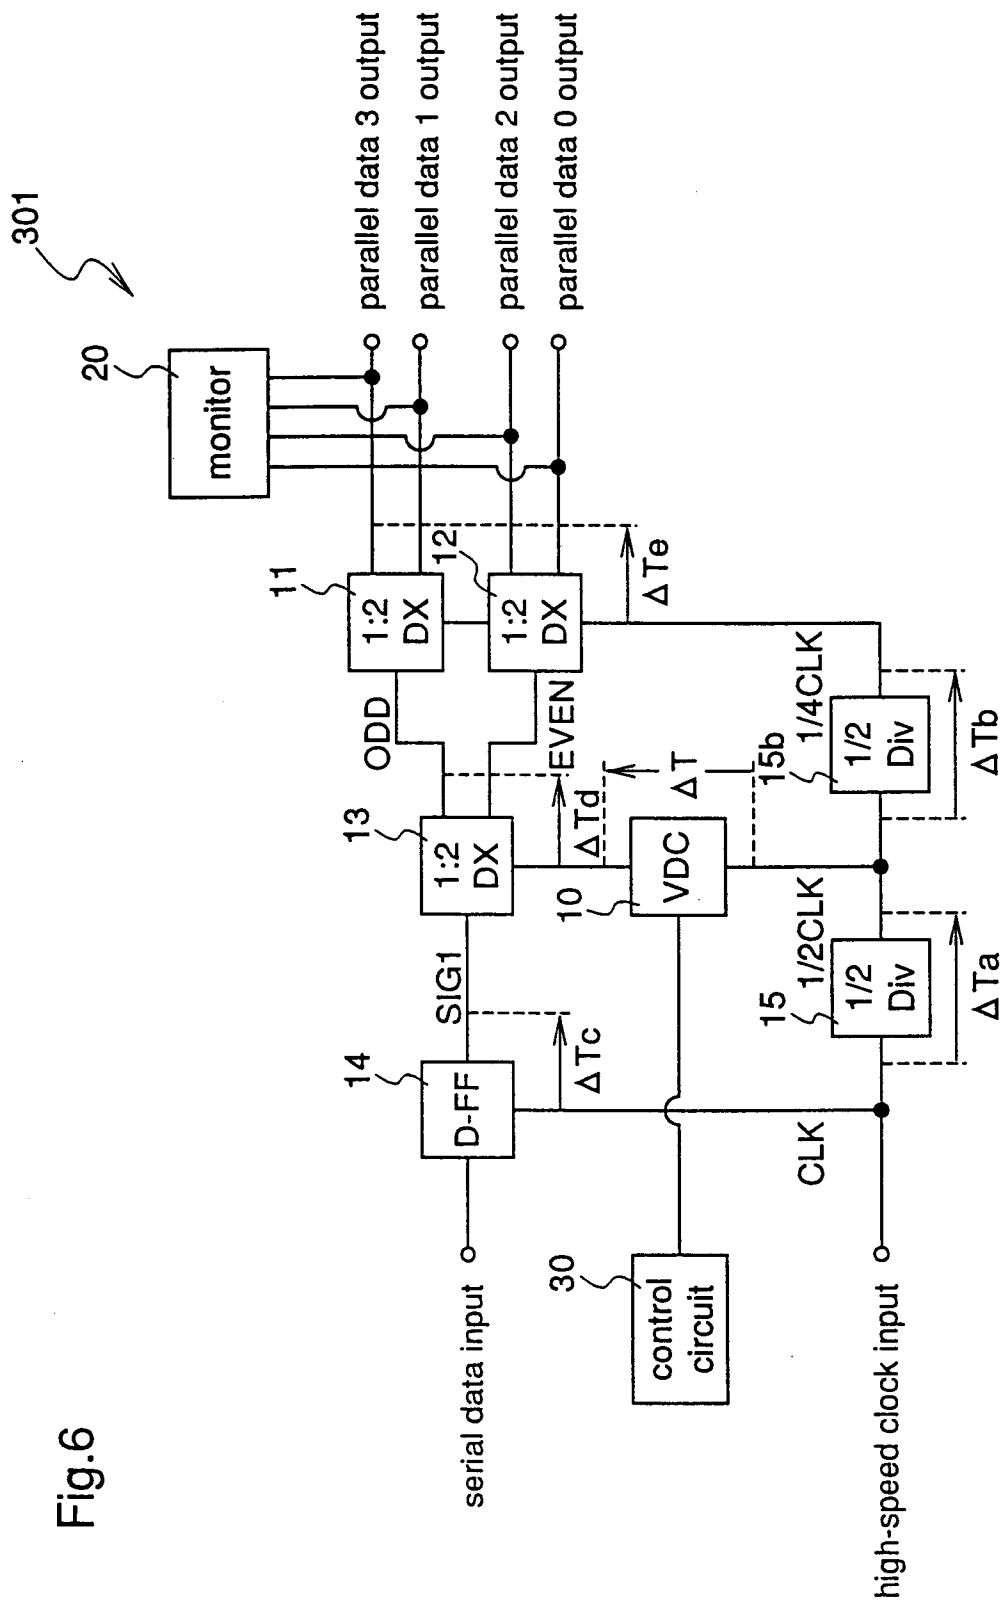 Fig.6
301
20
monitor
parallel data 3 output
parallel data 1 output
parallel data 2 output
parallel data 0 output
11
1:2
DX
12
1:2
DX
ΔTe
ODD
EVEN
13
1:2
DX
ΔTd
ΔT
14
D-FF
SIG1
ΔTc
serial data input
10
VDC
30
control
circuit
CLK
15
1/2
Div
1/2CLK
ΔTa
15b
1/2
Div
1/4CLK
ΔTb
high-speed clock input